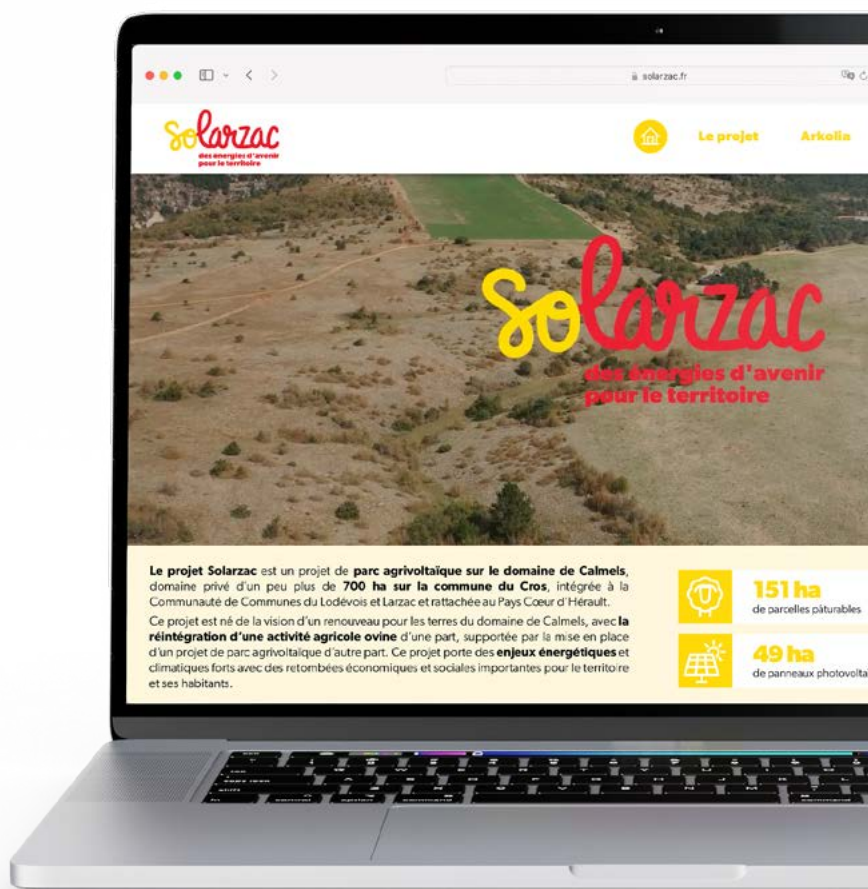 solarzac.fr
Solarzac
des énergies d'avenir
pour le territoire
Le projet
Arkolia
Solarzac
des énergies d'avenir
pour le territoire
Le projet Solarzac est un projet de parc agrivoltaïque sur le domaine de Calmels,
domaine privé d'un peu plus de 700 ha sur la commune du Cros, intégrée à la
Communauté de Communes du Lodévois et Larzac et rattachée au Pays Cœur d'Hérault.
Ce projet est né de la vision d'un renouveau pour les terres du domaine de Calmels, avec la
réintégration d'une activité agricole ovine d'une part, supportée par la mise en place
d'un projet de parc agrivoltaïque d'autre part. Ce projet porte des enjeux énergétiques et
climatiques forts avec des retombées économiques et sociales importantes pour le territoire
et ses habitants.
151 ha
de parcelles pâturables
49 ha
de panneaux photovolta
control
option
command
command